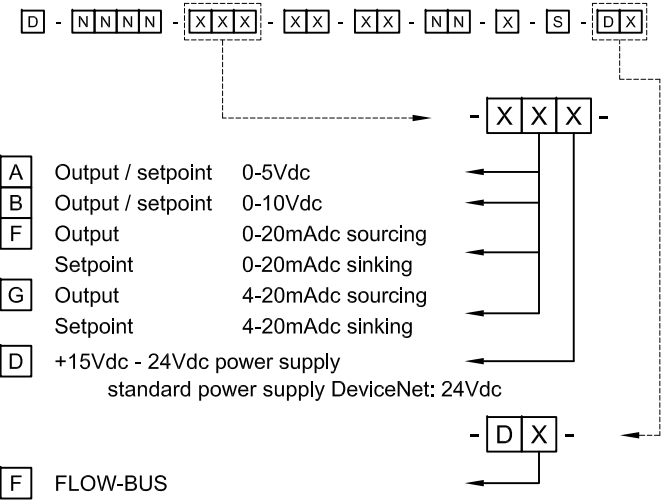 D - NNNN - XXX - XX - XX - NN - X - S - DX
- XXX -
A Output / setpoint 0-5Vdc
B Output / setpoint 0-10Vdc
F Output 0-20mAdc sourcing
Setpoint 0-20mAdc sinking
G Output 4-20mAdc sourcing
Setpoint 4-20mAdc sinking
D +15Vdc - 24Vdc power supply
standard power supply DeviceNet: 24Vdc
- DX -
F FLOW-BUS